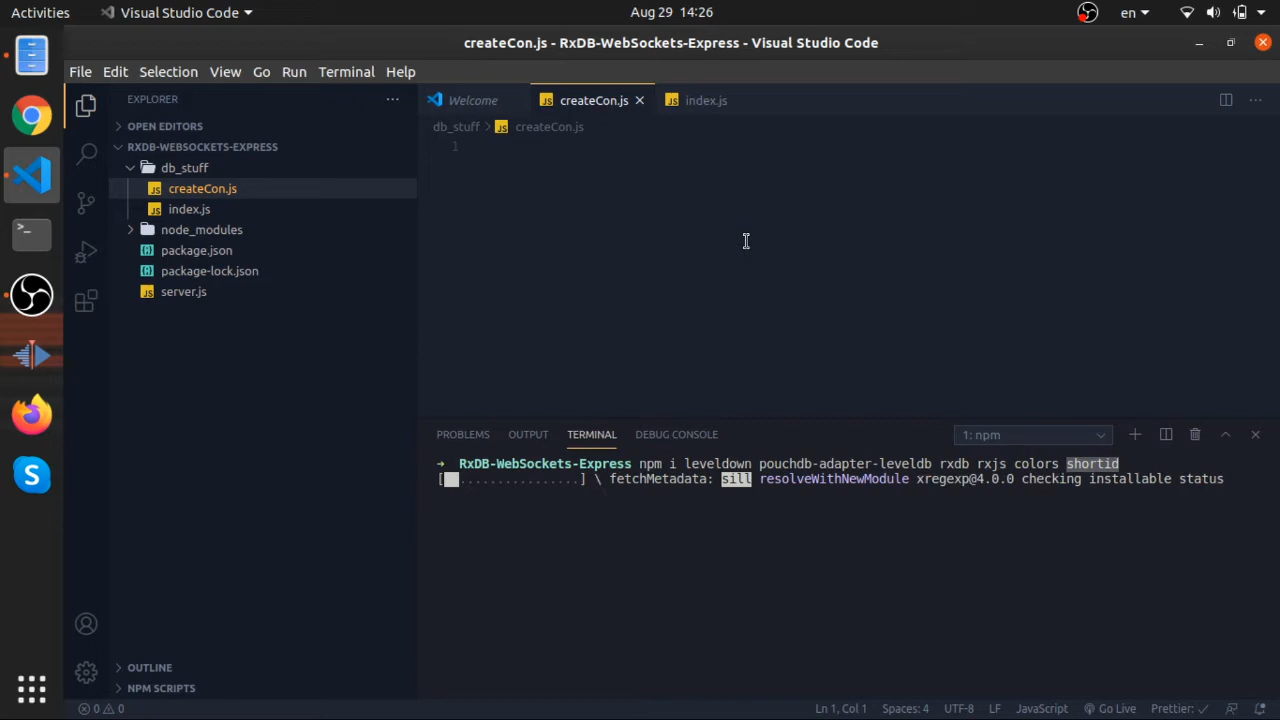 Activities
Visual Studio Code
Aug 29 14:26
en
createCon.js - RxDB-WebSockets-Express - Visual Studio Code
File Edit Selection View Go Run Terminal Help
EXPLORER
OPEN EDITORS
RXDB-WEBSOCKETS-EXPRESS
db_stuff
createCon.js
index.js
node_modules
package.json
package-lock.json
server.js
OUTLINE
NPM SCRIPTS
Welcome
createCon.js
index.js
db_stuff > createCon.js
1
PROBLEMS OUTPUT TERMINAL DEBUG CONSOLE
1: npm
→ RxDB-WebSockets-Express npm i leveldown pouchdb-adapter-leveldb rxdb rxjs colors shortid
[ ................] \ fetchMetadata: sill resolveWithNewModule xregexp@4.0.0 checking installable status
0 0
Ln 1, Col 1
Spaces: 4
UTF-8
LF
JavaScript
Go Live
Prettier: ✓